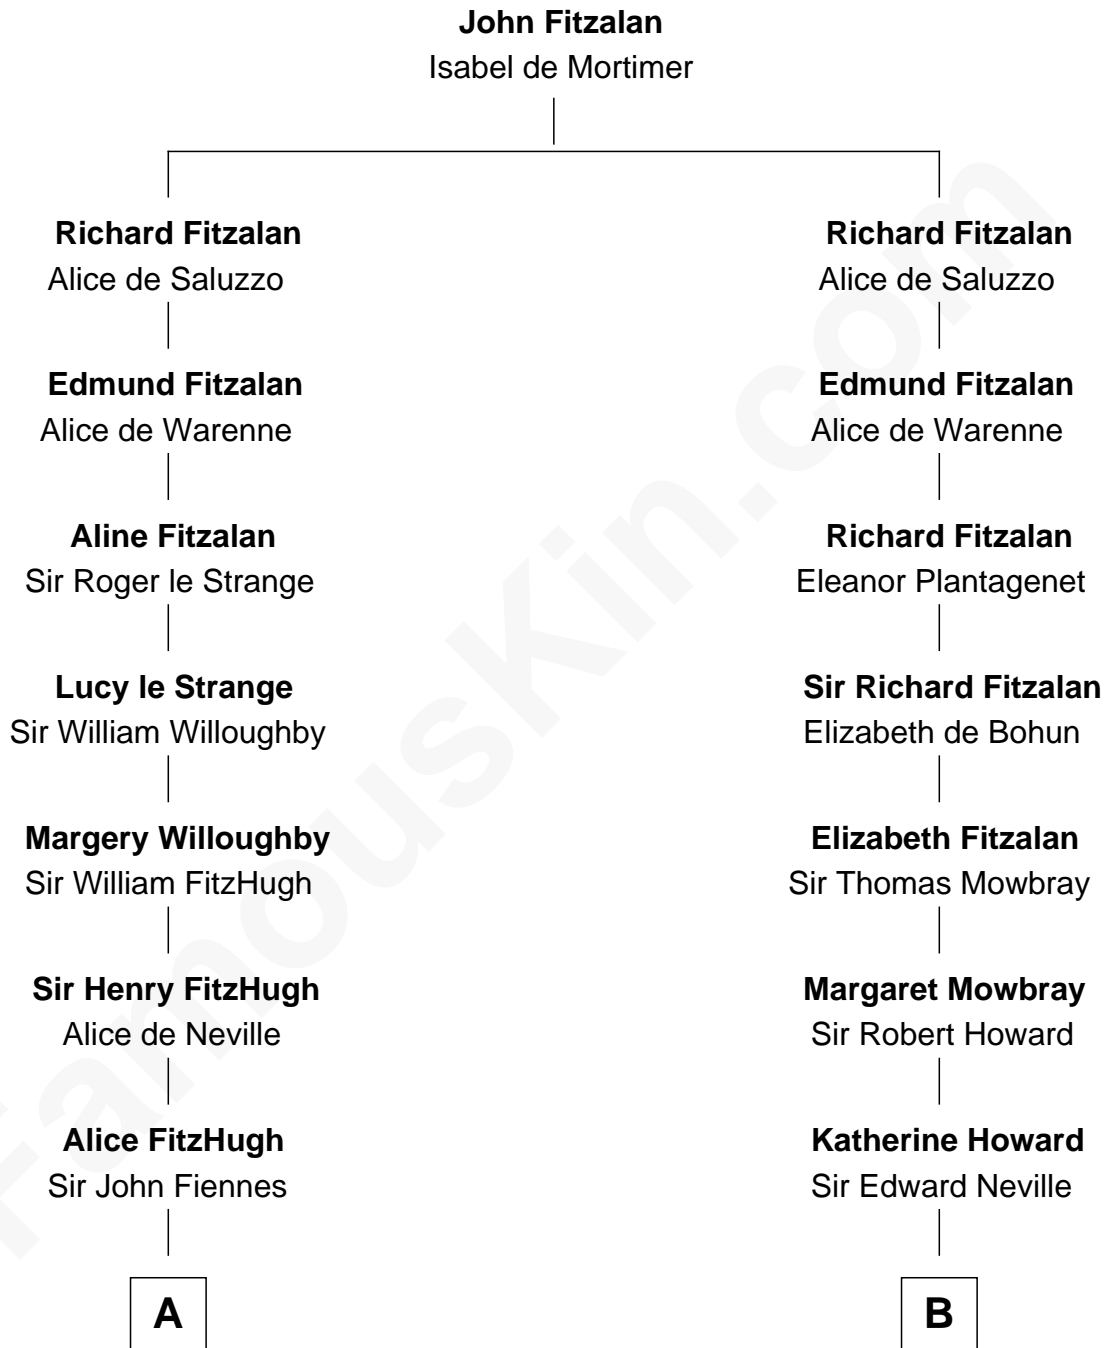 John Fitzalan
Isabel de Mortimer
Richard Fitzalan
Alice de Saluzzo
Richard Fitzalan
Alice de Saluzzo
Edmund Fitzalan
Alice de Warenne
Edmund Fitzalan
Alice de Warenne
Aline Fitzalan
Sir Roger le Strange
Richard Fitzalan
Eleanor Plantagenet
Lucy le Strange
Sir William Willoughby
Sir Richard Fitzalan
Elizabeth de Bohun
Margery Willoughby
Sir William FitzHugh
Elizabeth Fitzalan
Sir Thomas Mowbray
Sir Henry FitzHugh
Alice de Neville
Margaret Mowbray
Sir Robert Howard
Alice FitzHugh
Sir John Fiennes
Katherine Howard
Sir Edward Neville
A
B
FamousKin.com